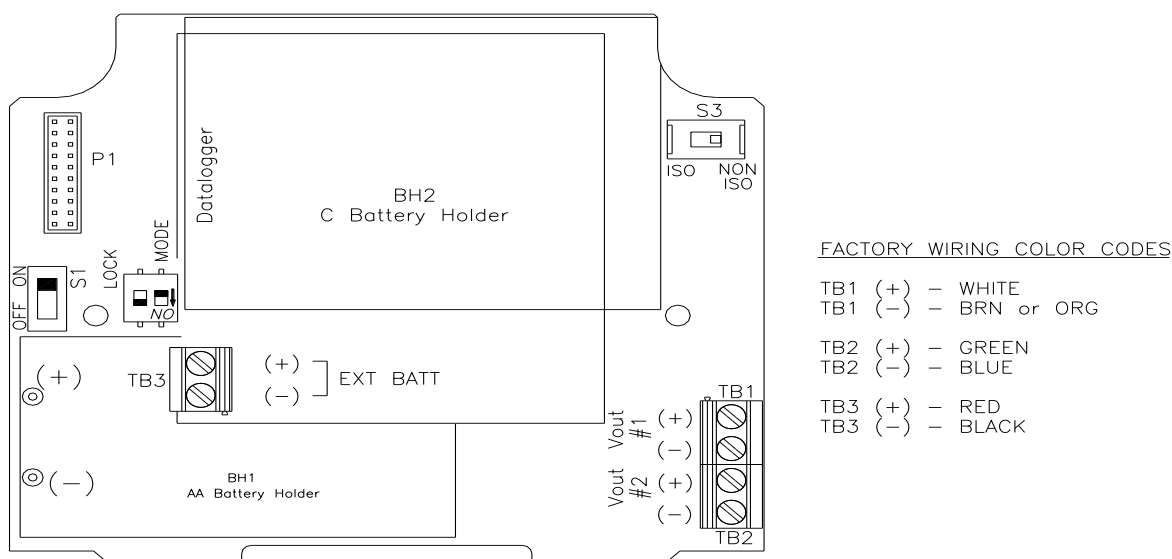 P1
Datalogger
BH2
C Battery Holder
S3
ISO
NON
ISO
LOCK
MODE
ON
OFF ON
S1
TB3
(+)
(−)
EXT BATT
(+)
(−)
BH1
AA Battery Holder
TB1
Vout
#1
(+)
(−)
Vout
#2
(+)
(−)
TB2
FACTORY WIRING COLOR CODES
TB1 (+) − WHITE
TB1 (−) − BRN or ORG
TB2 (+) − GREEN
TB2 (−) − BLUE
TB3 (+) − RED
TB3 (−) − BLACK